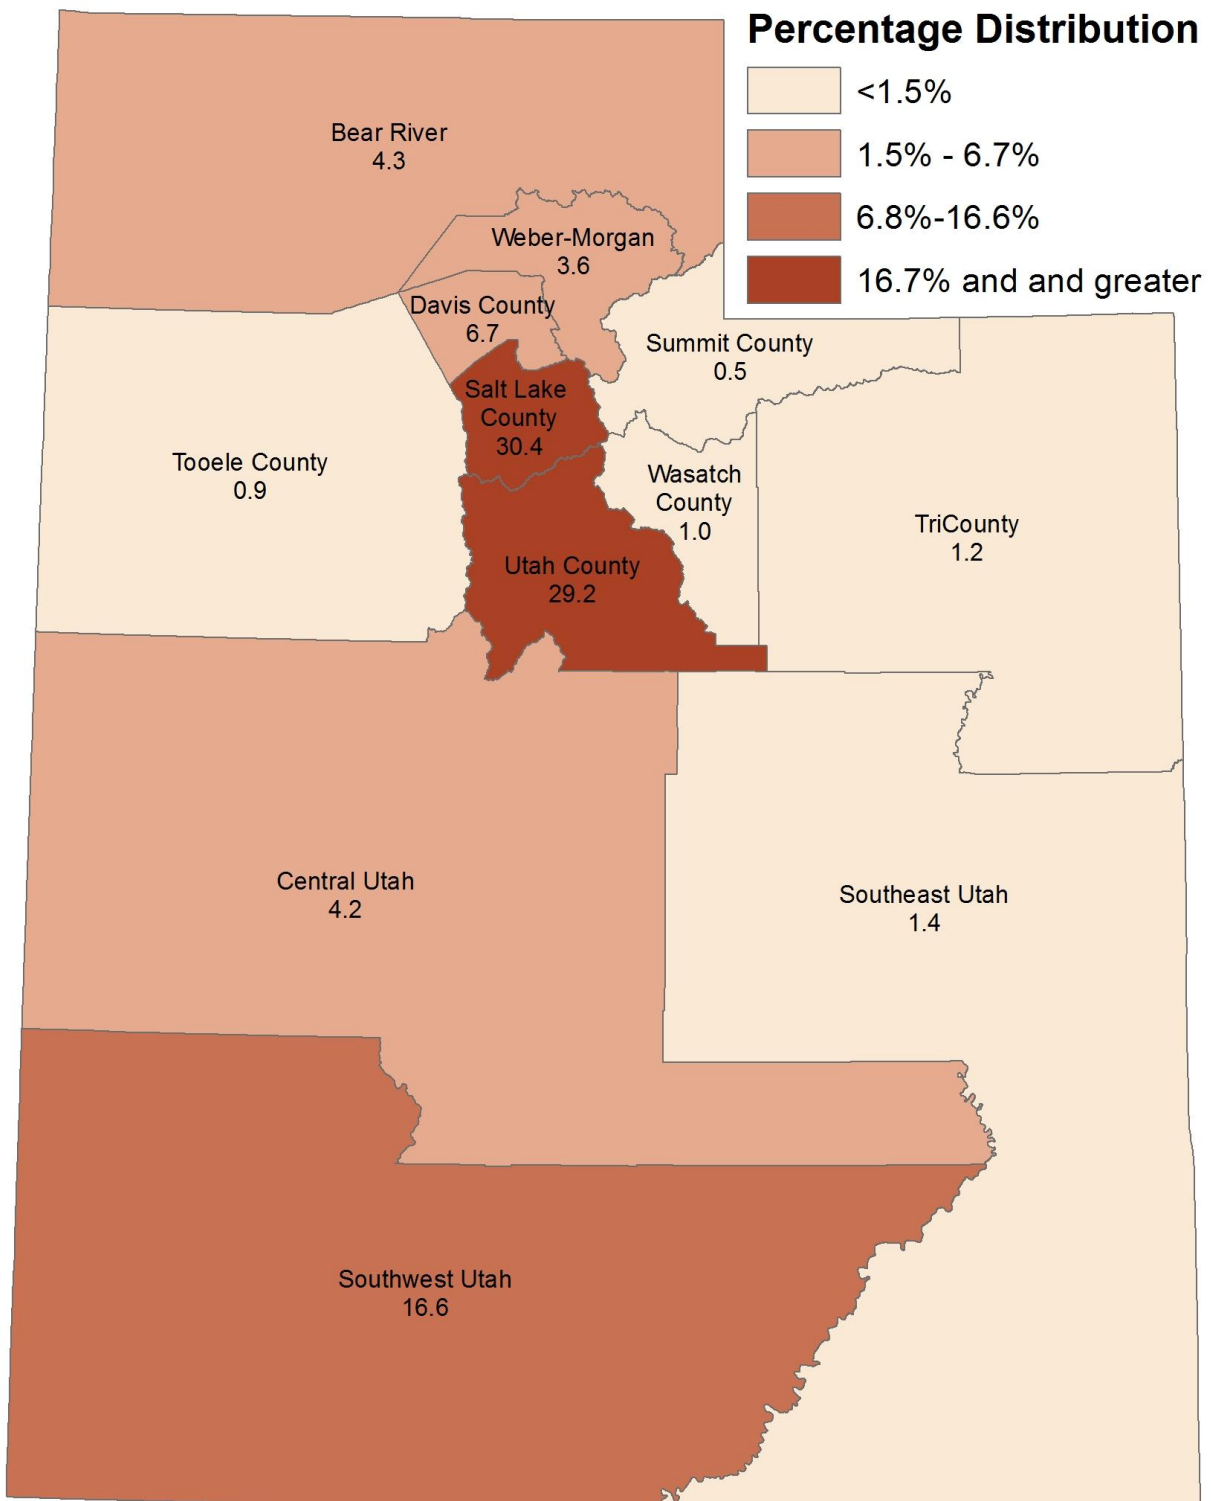 Percentage Distribution
<1.5%
1.5% - 6.7%
6.8%-16.6%
16.7% and and greater
Bear River
4.3
Weber-Morgan
3.6
Davis County
6.7
Summit County
0.5
Salt Lake
County
30.4
Tooele County
0.9
Wasatch
County
1.0
TriCounty
1.2
Utah County
29.2
Central Utah
4.2
Southeast Utah
1.4
Southwest Utah
16.6